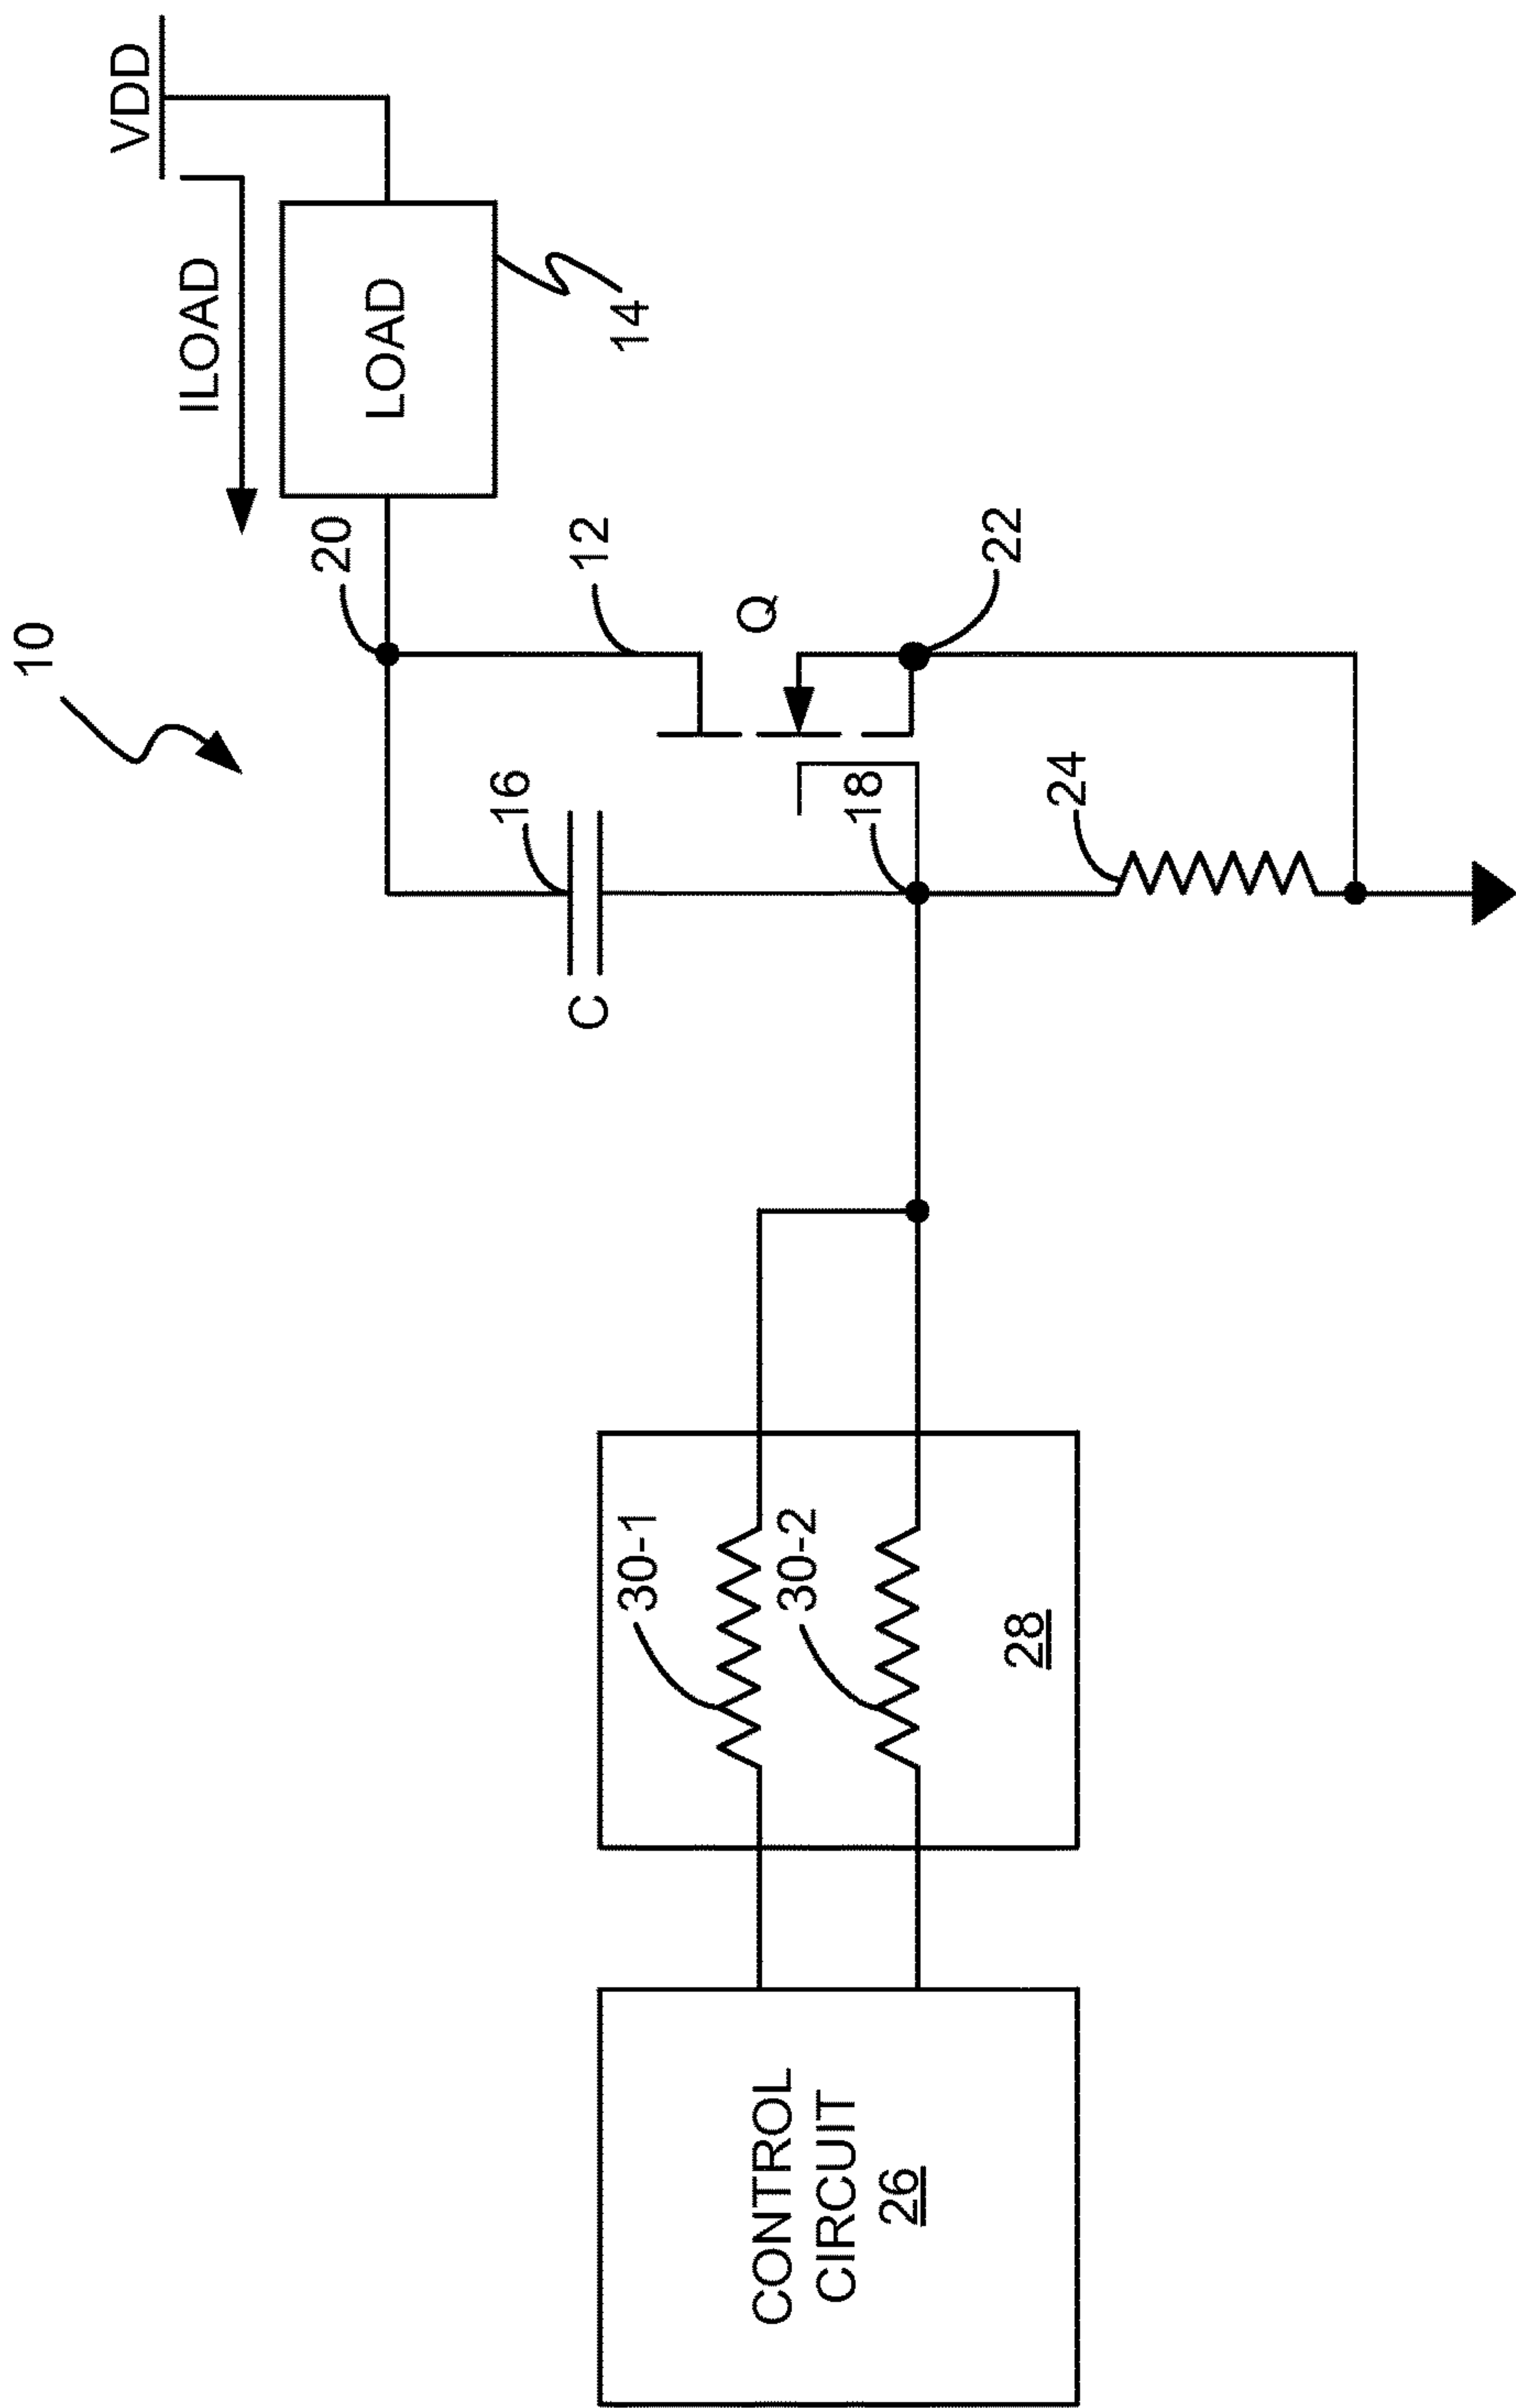 10
VDD
ILOAD
LOAD
14
20
12
Q
22
16
C
18
24
30-1
30-2
28
CONTROL
CIRCUIT
26